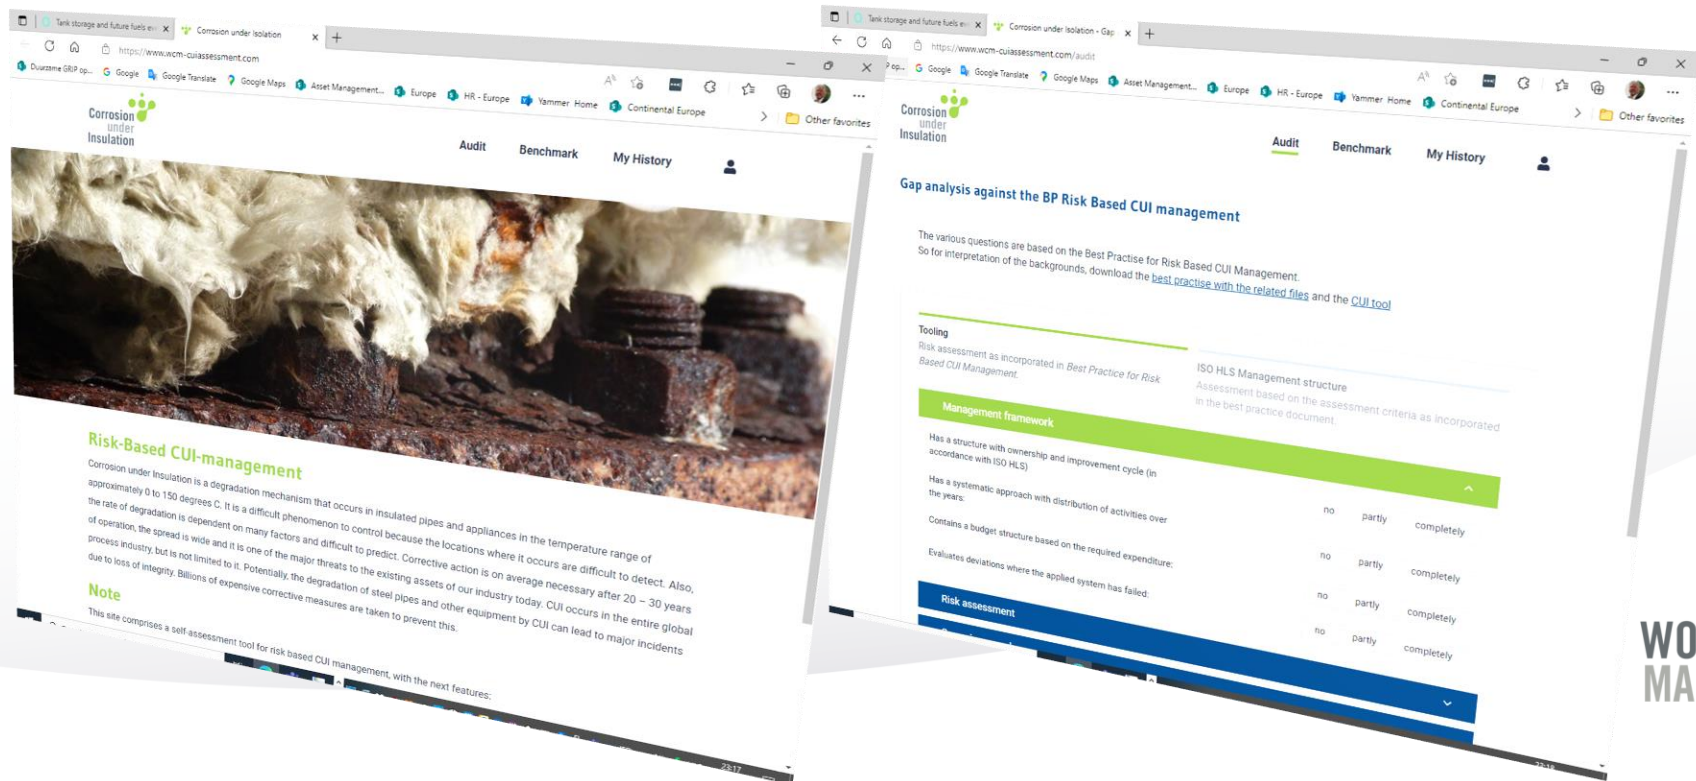 Tank storage and future fuels ev
Corrosion under Isolation
https://www.wcm-cuiassessment.com
Duurzame GRIP op...
Google
Google Translate
Google Maps
Asset Management...
Europe
HR - Europe
Yammer Home
Continental Europe
Other favorites
Corrosion
under
Insulation
Audit
Benchmark
My History
Risk-Based CUI-management
Corrosion under Insulation is a degradation mechanism that occurs in insulated pipes and appliances in the temperature range of
approximately 0 to 150 degrees C. It is a difficult phenomenon to control because the locations where it occurs are difficult to detect. Also,
the rate of degradation is dependent on many factors and difficult to predict. Corrective action is on average necessary after 20 – 30 years
of operation, the spread is wide and it is one of the major threats to the existing assets of our industry today. CUI occurs in the entire global
process industry, but is not limited to it. Potentially, the degradation of steel pipes and other equipment by CUI can lead to major incidents
due to loss of integrity. Billions of expensive corrective measures are taken to prevent this.
Note
This site comprises a self-assessment tool for risk based CUI management, with the next features:
23:17
Tank storage and future fuels ev
Corrosion under Isolation - Gap
https://www.wcm-cuiassessment.com/audit
P op...
Google
Google Translate
Google Maps
Asset Management...
Europe
HR - Europe
Yammer Home
Continental Europe
Other favorites
Corrosion
under
Insulation
Audit
Benchmark
My History
Gap analysis against the BP Risk Based CUI management
The various questions are based on the Best Practise for Risk Based CUI Management.
So for interpretation of the backgrounds, download the best practise with the related files and the CUI tool
Tooling
Risk assessment as incorporated in Best Practice for Risk
Based CUI Management.
ISO HLS Management structure
Assessment based on the assessment criteria as incorporated
in the best practice document.
Management framework
Has a structure with ownership and improvement cycle (in
accordance with ISO HLS)
no partly completely
Has a systematic approach with distribution of activities over
the years:
no partly completely
Contains a budget structure based on the required expenditure:
no partly completely
Evaluates deviations where the applied system has failed:
no partly completely
Risk assessment
WO
MA